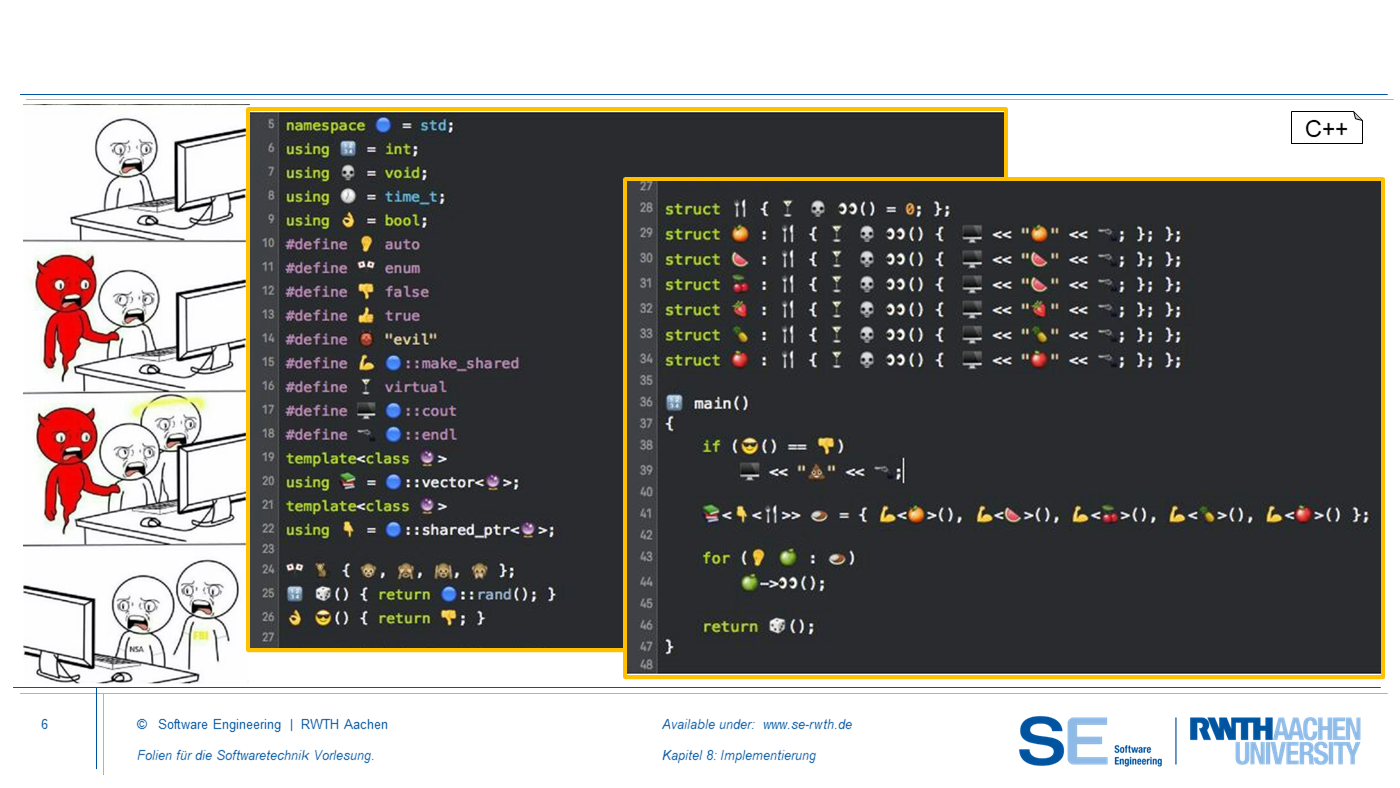 C++
5 namespace 🔵 = std;
6 using 🔢 = int;
7 using 💀 = void;
8 using 🕖 = time_t;
9 using 👌 = bool;
10 #define 💡 auto
11 #define 🎴 enum
12 #define 👎 false
13 #define 👍 true
14 #define 👹 "evil"
15 #define 💪 🔵::make_shared
16 #define 🍸 virtual
17 #define 🖥 🔵::cout
18 #define 🔫 🔵::endl
19 template<class 🔮>
20 using 📚 = 🔵::vector<🔮>;
21 template<class 🔮>
22 using 👇 = 🔵::shared_ptr<🔮>;
23
24 🎴 🐒 { 🐵, 🙈, 🙉, 🙊 };
25 🔢 🎲() { return 🔵::rand(); }
26 👌 😎() { return 👎; }
27
27
28 struct 🍴 { 🍸 💀 👀() = 0; };
29 struct 🍊 : 🍴 { 🍸 💀 👀() { 🖥 << "🍊" << 🔫; }; };
30 struct 🍉 : 🍴 { 🍸 💀 👀() { 🖥 << "🍉" << 🔫; }; };
31 struct 🍒 : 🍴 { 🍸 💀 👀() { 🖥 << "🍉" << 🔫; }; };
32 struct 🍓 : 🍴 { 🍸 💀 👀() { 🖥 << "🍓" << 🔫; }; };
33 struct 🍍 : 🍴 { 🍸 💀 👀() { 🖥 << "🍍" << 🔫; }; };
34 struct 🍎 : 🍴 { 🍸 💀 👀() { 🖥 << "🍎" << 🔫; }; };
35
36 🔢 main()
37 {
38 if (😎() == 👎)
39 🖥 << "💩" << 🔫;
40
41 📚<👇<🍴>> 🍛 = { 💪<🍊>(), 💪<🍉>(), 💪<🍒>(), 💪<🍍>(), 💪<🍎>() };
42
43 for (💡 🍏 : 🍛)
44 🍏->👀();
45
46 return 🎲();
47 }
48
NSA
FBI
6
© Software Engineering | RWTH Aachen
Folien für die Softwaretechnik Vorlesung.
Available under: www.se-rwth.de
Kapitel 8: Implementierung
SE Software Engineering
RWTHAACHEN UNIVERSITY